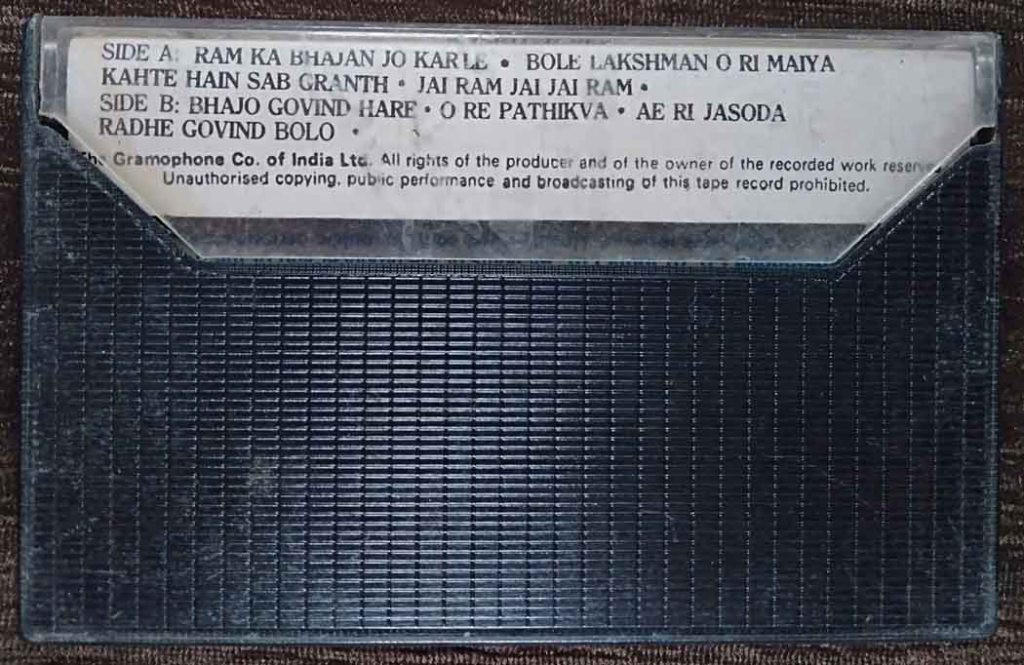 SIDE A: RAM KA BHAJAN JO KARLE • BOLE LAKSHMAN O RI MAIYA
KAHTE HAIN SAB GRANTH • JAI RAM JAI JAI RAM •
SIDE B: BHAJO GOVIND HARE • O RE PATHIKVA • AE RI JASODA
RADHE GOVIND BOLO •
The Gramophone Co. of India Ltd. All rights of the producer and of the owner of the recorded work reserved
Unauthorised copying, public performance and broadcasting of this tape record prohibited.